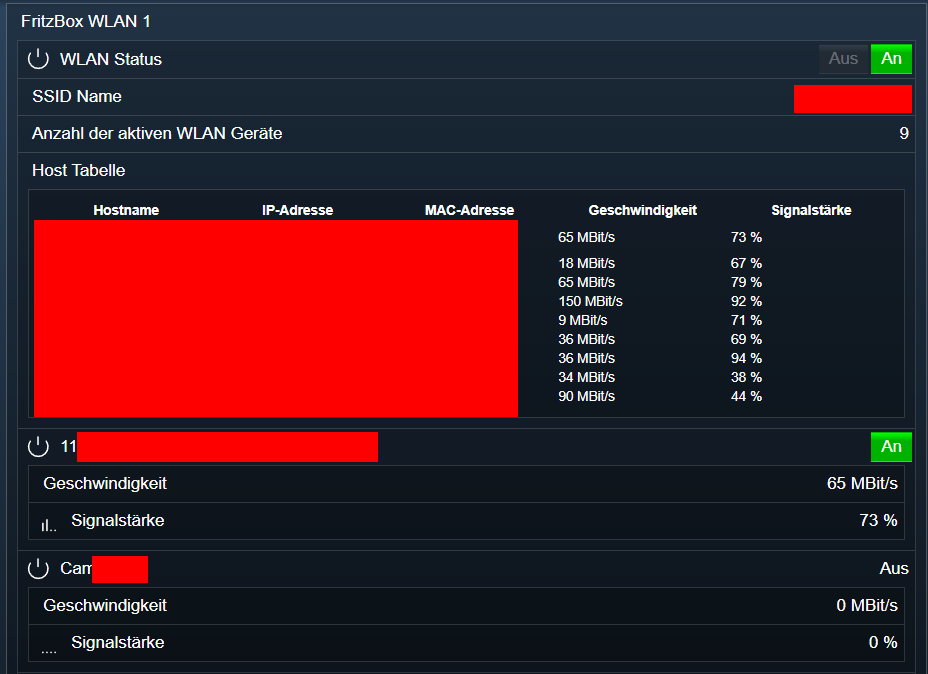 FritzBox WLAN 1
WLAN Status Aus An
SSID Name
Anzahl der aktiven WLAN Geräte 9
Host Tabelle
Hostname IP-Adresse MAC-Adresse Geschwindigkeit Signalstärke
65 MBit/s 73 %
18 MBit/s 67 %
65 MBit/s 79 %
150 MBit/s 92 %
9 MBit/s 71 %
36 MBit/s 69 %
36 MBit/s 94 %
34 MBit/s 38 %
90 MBit/s 44 %
11 An
Geschwindigkeit 65 MBit/s
Signalstärke 73 %
Cam Aus
Geschwindigkeit 0 MBit/s
Signalstärke 0 %